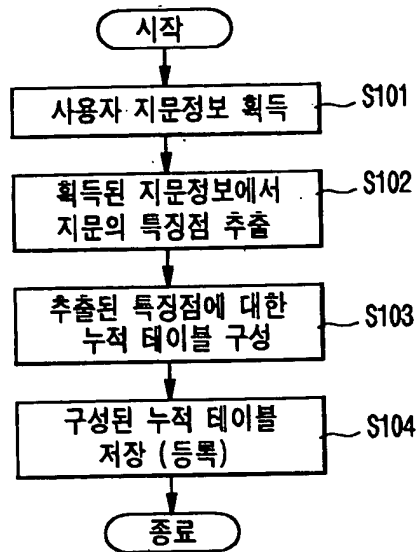 시작
사용자 지문정보 획득
S101
획득된 지문정보에서
지문의 특징점 추출
S102
추출된 특징점에 대한
누적 테이블 구성
S103
구성된 누적 테이블
저장 (등록)
S104
종료